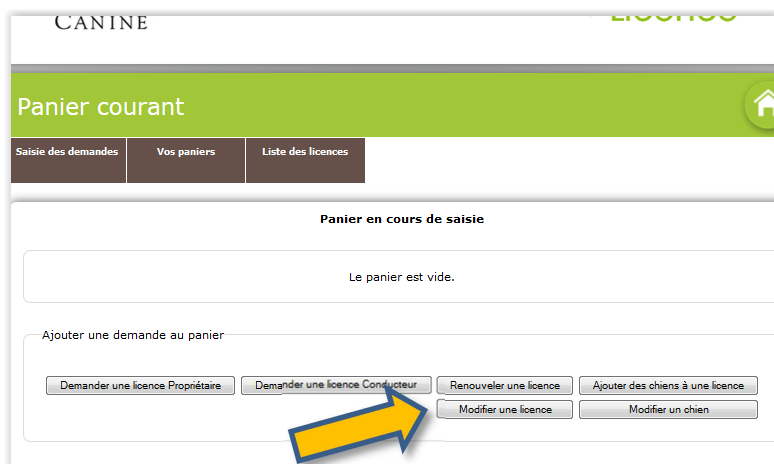 CANINE
Panier courant
Saisie des demandes Vos paniers Liste des licences
Panier en cours de saisie
Le panier est vide.
Ajouter une demande au panier
Demander une licence Propriétaire Demander une licence Conducteur Renouveler une licence Ajouter des chiens à une licence
Modifier une licence Modifier un chien